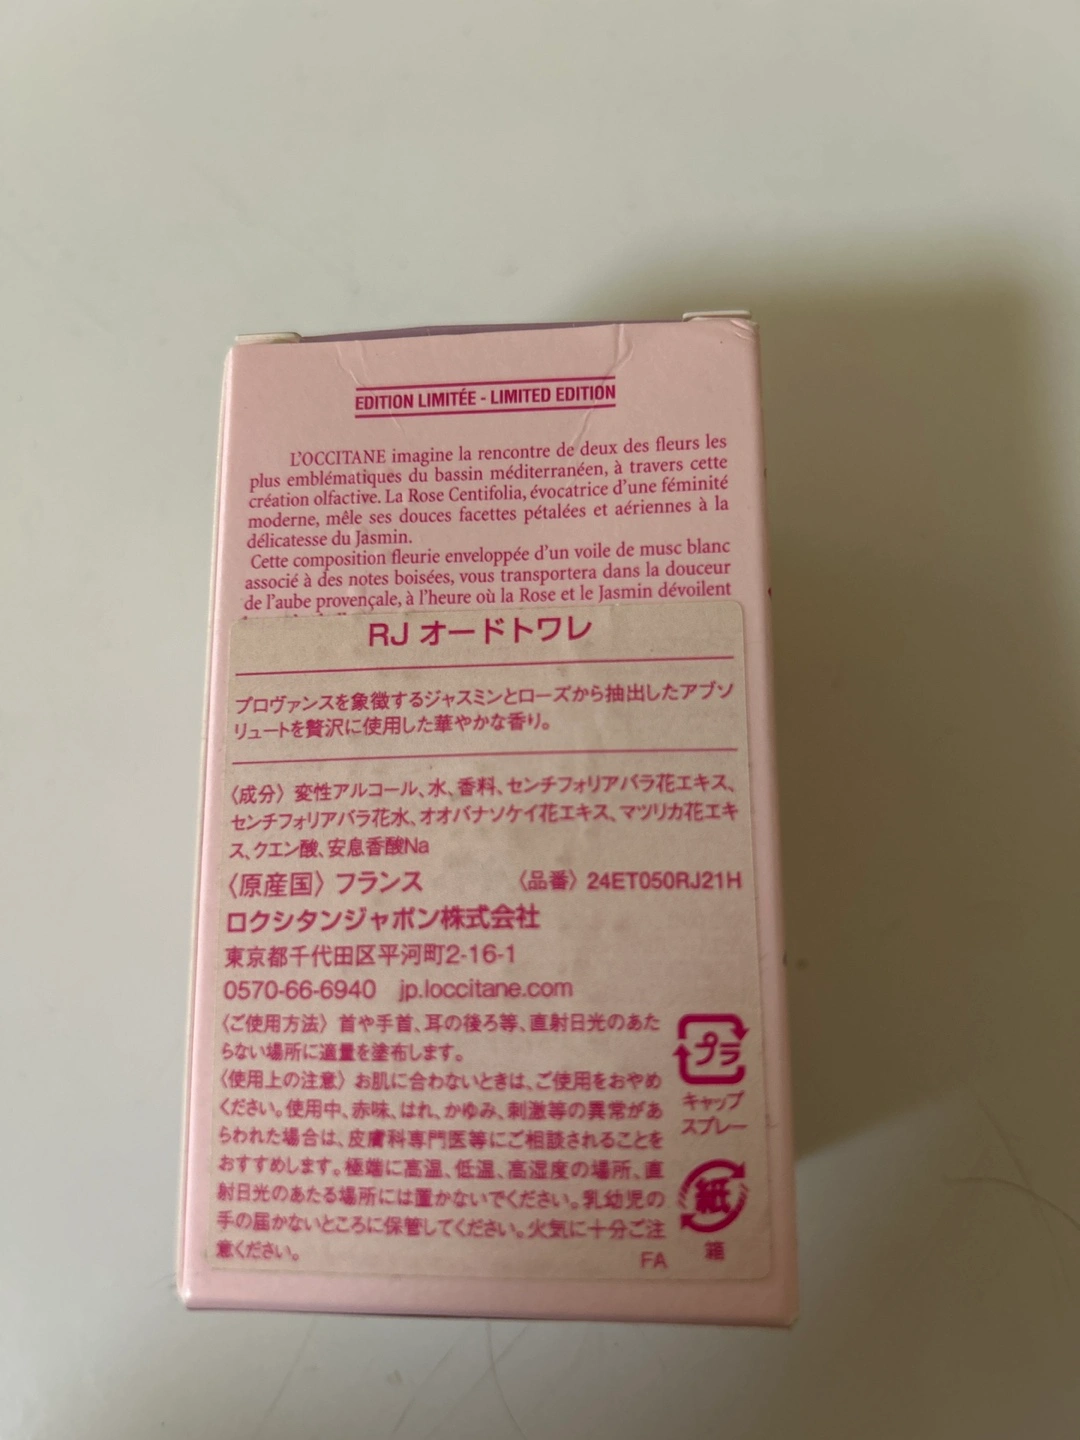 EDITION LIMITÉE - LIMITED EDITION
L'OCCITANE imagine la rencontre de deux des fleurs les
plus emblématiques du bassin méditerranéen, à travers cette
création olfactive. La Rose Centifolia, évocatrice d'une féminité
moderne, mêle ses douces facettes pétalées et aériennes à la
délicatesse du Jasmin.
Cette composition fleurie enveloppée d'un voile de musc blanc
associé à des notes boisées, vous transportera dans la douceur
de l'aube provençale, à l'heure où la Rose et le Jasmin dévoilent
RJ オードトワレ
プロヴァンスを象徴するジャスミンとローズから抽出したアブソ
リュートを贅沢に使用した華やかな香り。
〈成分〉変性アルコール、水、香料、センチフォリアバラ花エキス、
センチフォリアバラ花水、オオバナソケイ花エキス、マツリカ花エキ
ス、クエン酸、安息香酸Na
〈原産国〉フランス 〈品番〉24ET050RJ21H
ロクシタンジャポン株式会社
東京都千代田区平河町2-16-1
0570-66-6940 jp.loccitane.com
〈ご使用方法〉首や手首、耳の後ろ等、直射日光のあた
らない場所に適量を塗布します。
〈使用上の注意〉お肌に合わないときは、ご使用をおやめ
ください。使用中、赤味、はれ、かゆみ、刺激等の異常があ
らわれた場合は、皮膚科専門医等にご相談されることを
おすすめします。極端に高温、低温、高湿度の場所、直
射日光のあたる場所には置かないでください。乳幼児の
手の届かないところに保管してください。火気に十分ご注
意ください。
FA
プラ
キャップ
スプレー
紙
箱